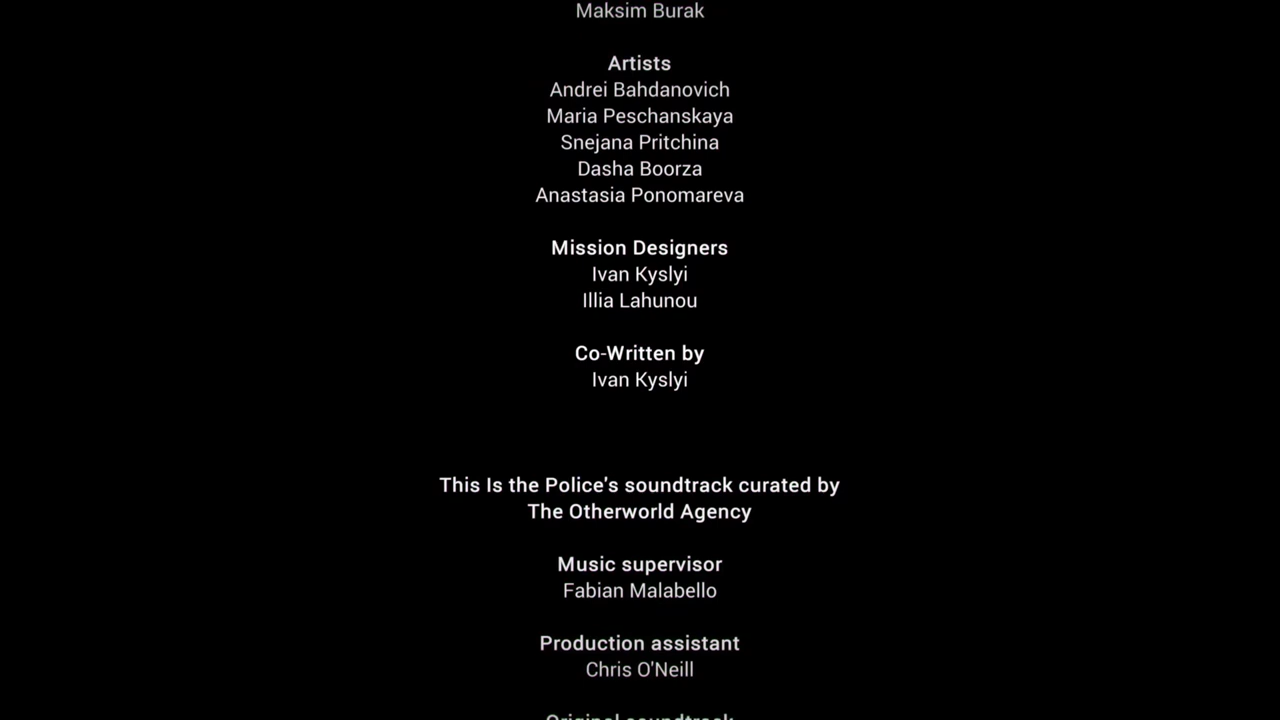 Maksim Burak
Artists
Andrei Bahdanovich
Maria Peschanskaya
Snejana Pritchina
Dasha Boorza
Anastasia Ponomareva
Mission Designers
Ivan Kyslyi
Illia Lahunou
Co-Written by
Ivan Kyslyi
This Is the Police's soundtrack curated by
The Otherworld Agency
Music supervisor
Fabian Malabello
Production assistant
Chris O'Neill
Original soundtrack